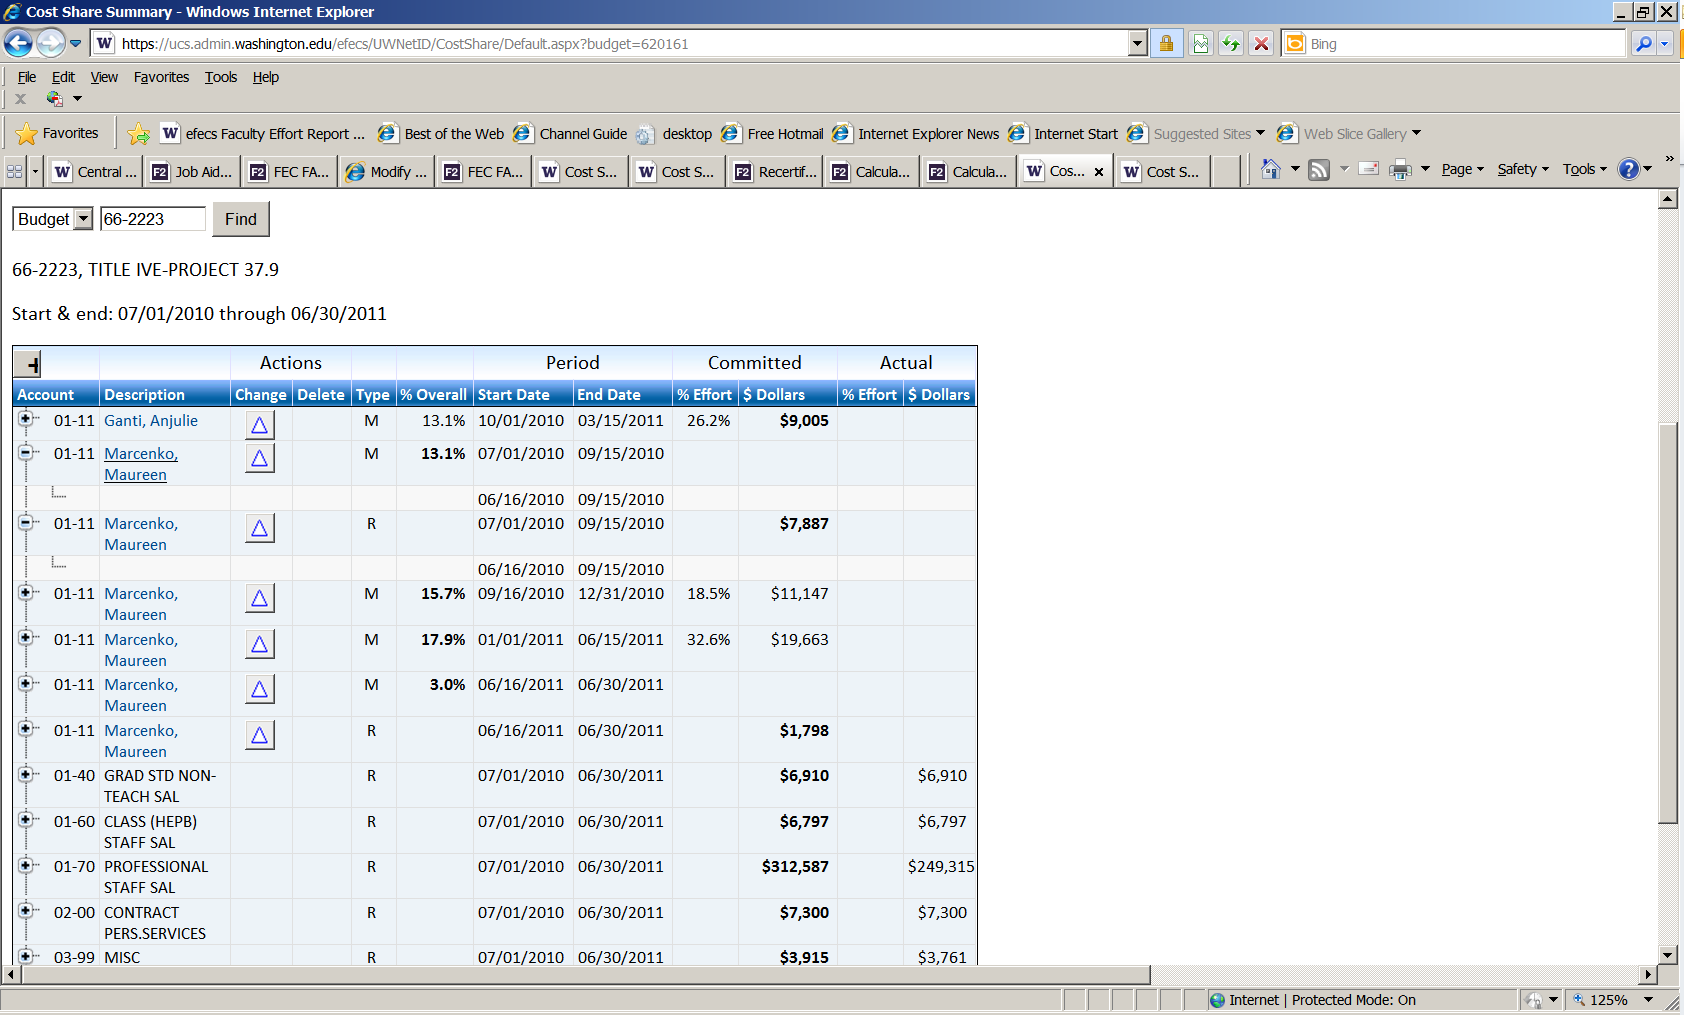 Cost Share Summary - Windows Internet Explorer
W https://ucs.admin.washington.edu/efecs/UWNetID/CostShare/Default.aspx?budget=620161 Bing
File Edit View Favorites Tools Help
Favorites W efecs Faculty Effort Report ... Best of the Web Channel Guide desktop Free Hotmail Internet Explorer News Internet Start Suggested Sites Web Slice Gallery
W Central ... F2 Job Aid... F2 FEC FA... Modify ... F2 FEC FA... W Cost S... W Cost S... F2 Recertif... F2 Calcula... F2 Calcula... W Cos... x W Cost S... Page Safety Tools ? »
Budget 66-2223 Find
66-2223, TITLE IVE-PROJECT 37.9
Start & end: 07/01/2010 through 06/30/2011
Actions Period Committed Actual
Account Description Change Delete Type % Overall Start Date End Date % Effort $ Dollars % Effort $ Dollars
01-11 Ganti, Anjulie △ M 13.1% 10/01/2010 03/15/2011 26.2% $9,005
01-11 Marcenko, △ M 13.1% 07/01/2010 09/15/2010
Maureen
06/16/2010 09/15/2010
01-11 Marcenko, △ R 07/01/2010 09/15/2010 $7,887
Maureen
06/16/2010 09/15/2010
01-11 Marcenko, △ M 15.7% 09/16/2010 12/31/2010 18.5% $11,147
Maureen
01-11 Marcenko, △ M 17.9% 01/01/2011 06/15/2011 32.6% $19,663
Maureen
01-11 Marcenko, △ M 3.0% 06/16/2011 06/30/2011
Maureen
01-11 Marcenko, △ R 06/16/2011 06/30/2011 $1,798
Maureen
01-40 GRAD STD NON- R 07/01/2010 06/30/2011 $6,910 $6,910
TEACH SAL
01-60 CLASS (HEPB) R 07/01/2010 06/30/2011 $6,797 $6,797
STAFF SAL
01-70 PROFESSIONAL R 07/01/2010 06/30/2011 $312,587 $249,315
STAFF SAL
02-00 CONTRACT R 07/01/2010 06/30/2011 $7,300 $7,300
PERS.SERVICES
03-99 MISC R 07/01/2010 06/30/2011 $3,915 $3,761
Internet | Protected Mode: On 125%